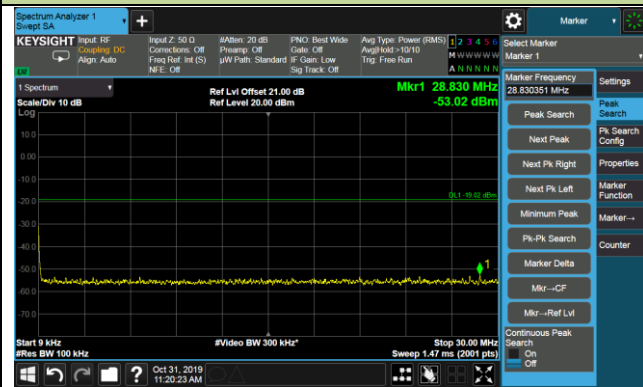 Spectrum Analyzer 1
Swept SA
+
Marker
KEYSIGHT
Input: RF
Coupling: DC
Align: Auto
Input Z: 50 Ω
Corrections: Off
Freq Ref: Int (S)
NFE: Off
#Atten: 20 dB
Preamp: Off
µW Path: Standard
PNO: Best Wide
Gate: Off
IF Gain: Low
Sig Track: Off
Avg Type: Power (RMS)
Avg|Hold:>10/10
Trig: Free Run
1 2 3 4 5 6
M W W W W W
A N N N N N
Select Marker
Marker 1
LXI
1 Spectrum
Scale/Div 10 dB
Log
Ref Lvl Offset 21.00 dB
Ref Level 20.00 dBm
Mkr1 28.830 MHz
-53.02 dBm
10.0
0.00
-10.0
-20.0
-30.0
-40.0
-50.0
-60.0
-70.0
DL1 -19.02 dBm
1
Start 9 kHz
#Res BW 100 kHz
#Video BW 300 kHz*
Stop 30.00 MHz
Sweep 1.47 ms (2001 pts)
Marker Frequency
28.830351 MHz
Peak Search
Next Peak
Next Pk Right
Next Pk Left
Minimum Peak
Pk-Pk Search
Marker Delta
Mkr→CF
Mkr→Ref Lvl
Continuous Peak
Search
On
Off
Settings
Peak
Search
Pk Search
Config
Properties
Marker
Function
Marker→
Counter
?
Oct 31, 2019
11:20:23 AM